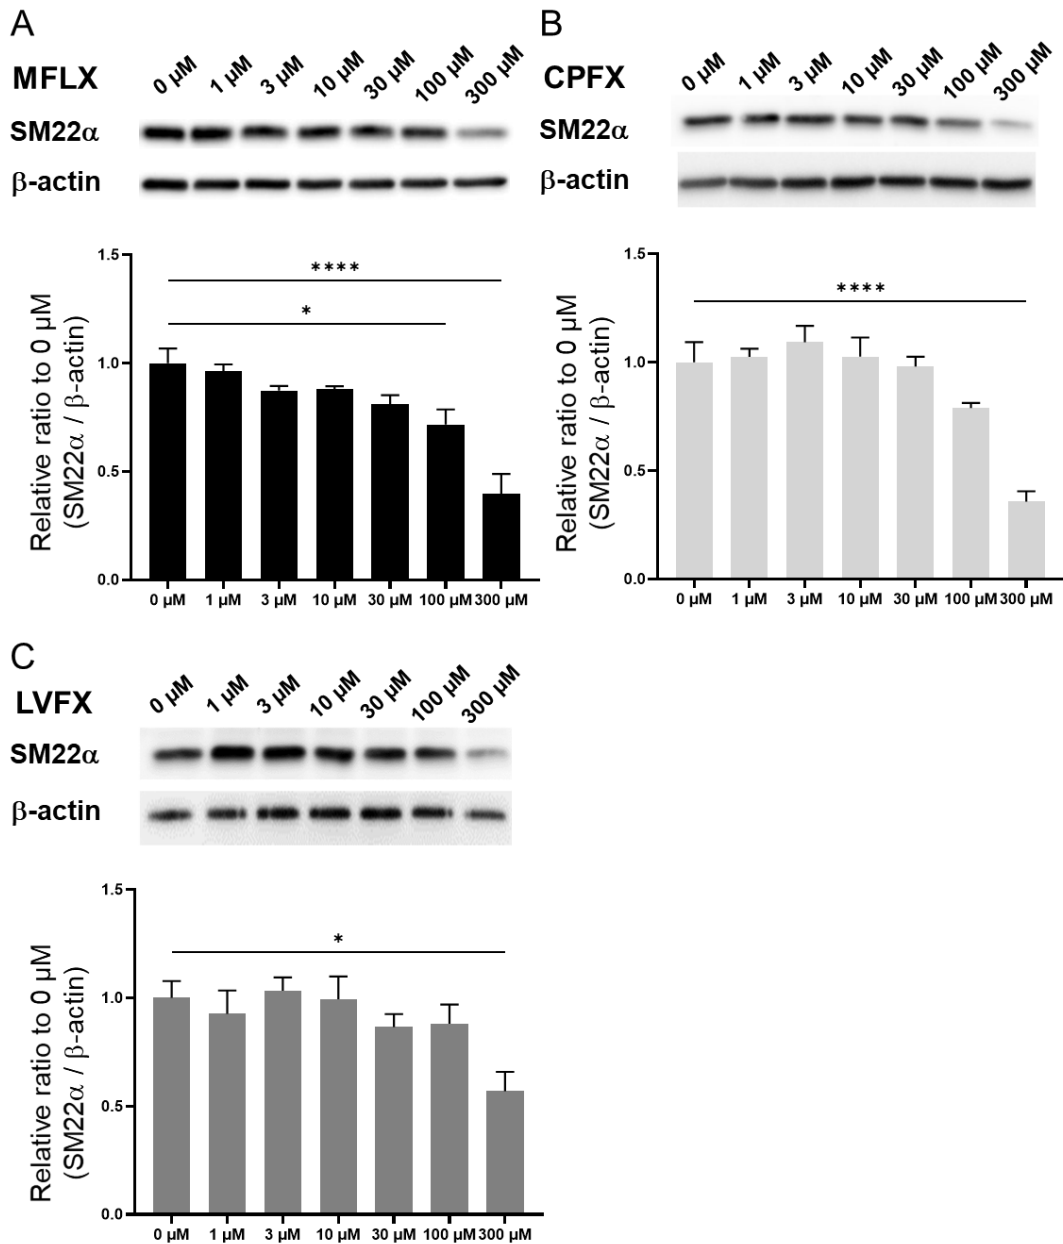 A
MFLX
0 µM 1 µM 3 µM 10 µM 30 µM 100 µM 300 µM
SM22α
β-actin
Relative ratio to 0 µM
(SM22α / β-actin)
1.5
1.0
0.5
0.0
****
*
0 µM 1 µM 3 µM 10 µM 30 µM 100 µM 300 µM
B
CPFX
0 µM 1 µM 3 µM 10 µM 30 µM 100 µM 300 µM
SM22α
β-actin
Relative ratio to 0 µM
(SM22α / β-actin)
1.5
1.0
0.5
0.0
****
0 µM 1 µM 3 µM 10 µM 30 µM 100 µM 300 µM
C
LVFX
0 µM 1 µM 3 µM 10 µM 30 µM 100 µM 300 µM
SM22α
β-actin
Relative ratio to 0 µM
(SM22α / β-actin)
1.5
1.0
0.5
0.0
*
0 µM 1 µM 3 µM 10 µM 30 µM 100 µM 300 µM